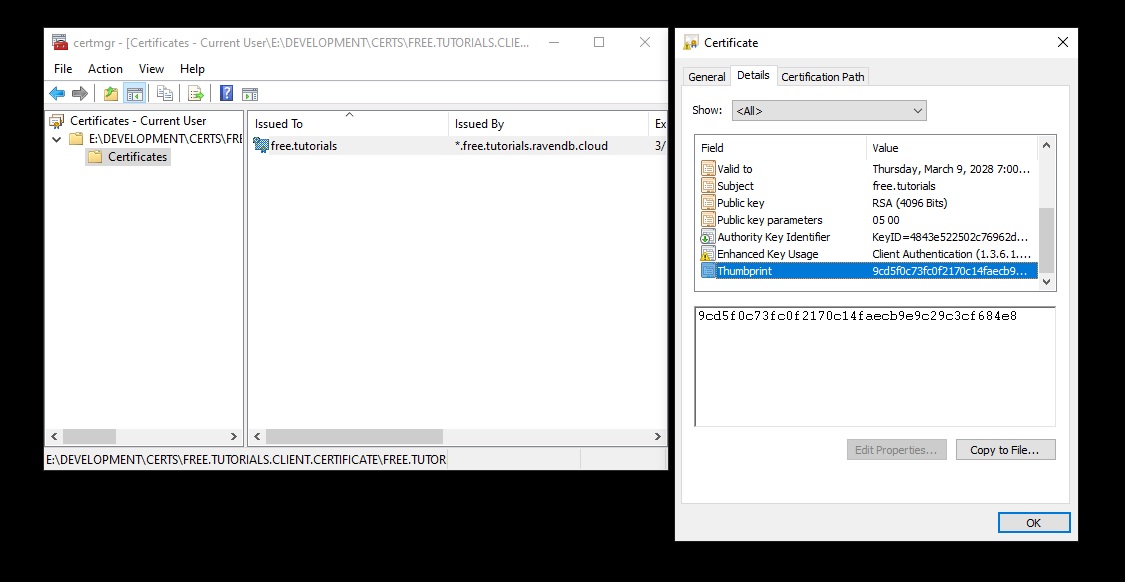 certmgr - [Certificates - Current User\E:\DEVELOPMENT\CERTS\FREE.TUTORIALS.CLIE...
File Action View Help
Certificates - Current User
E:\DEVELOPMENT\CERTS\FRE
Certificates
Issued To Issued By Ex
free.tutorials *.free.tutorials.ravendb.cloud 3/
E:\DEVELOPMENT\CERTS\FREE.TUTORIALS.CLIENT.CERTIFICATE\FREE.TUTOR
Certificate
General Details Certification Path
Show: <All>
Field Value
Valid to Thursday, March 9, 2028 7:00...
Subject free.tutorials
Public key RSA (4096 Bits)
Public key parameters 05 00
Authority Key Identifier KeyID=4843e522502c76962d...
Enhanced Key Usage Client Authentication (1.3.6.1....
Thumbprint 9cd5f0c73fc0f2170c14faecb9...
9cd5f0c73fc0f2170c14faecb9e9c29c3cf684e8
Edit Properties... Copy to File...
OK